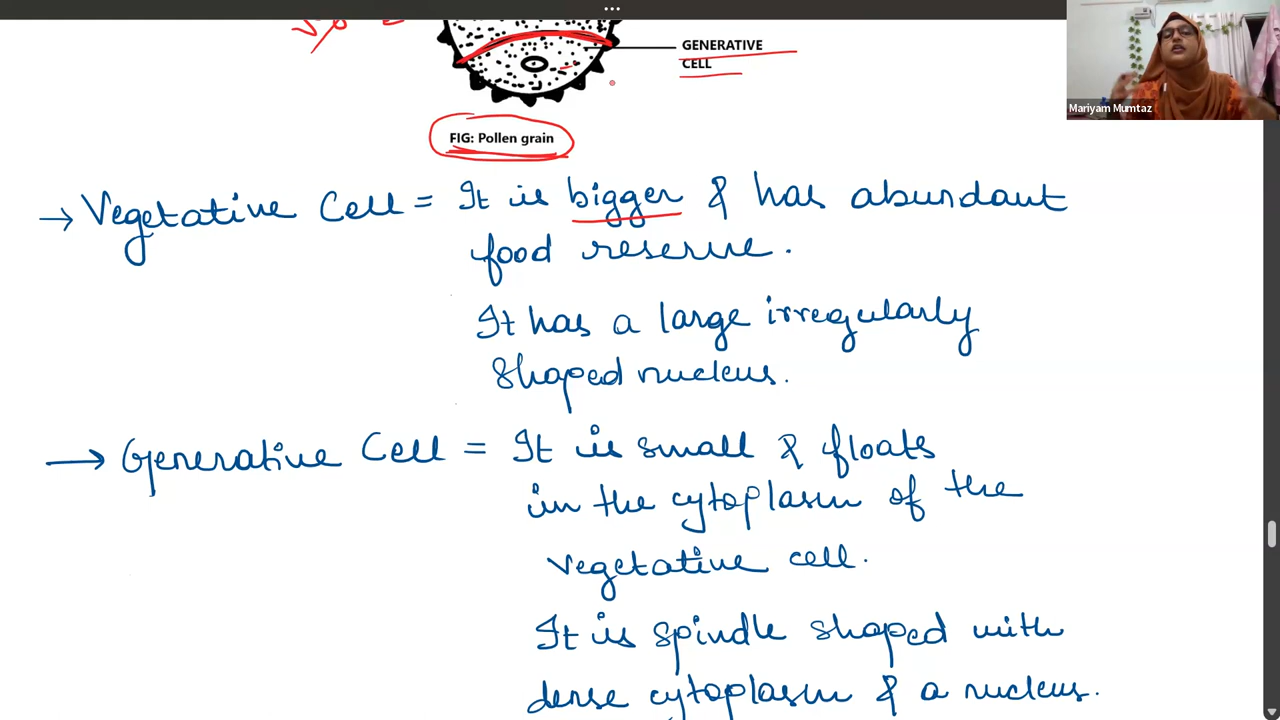 GENERATIVE
CELL
Mariyam Mumtaz
FIG: Pollen grain
→ Vegetative Cell = It is bigger & has abundant
food reserve.
It has a large irregularly
shaped nucleus.
→ Generative Cell = It is small & floats
in the cytoplasm of the
vegetative cell.
It is spindle shaped with
dense cytoplasm & a nucleus.